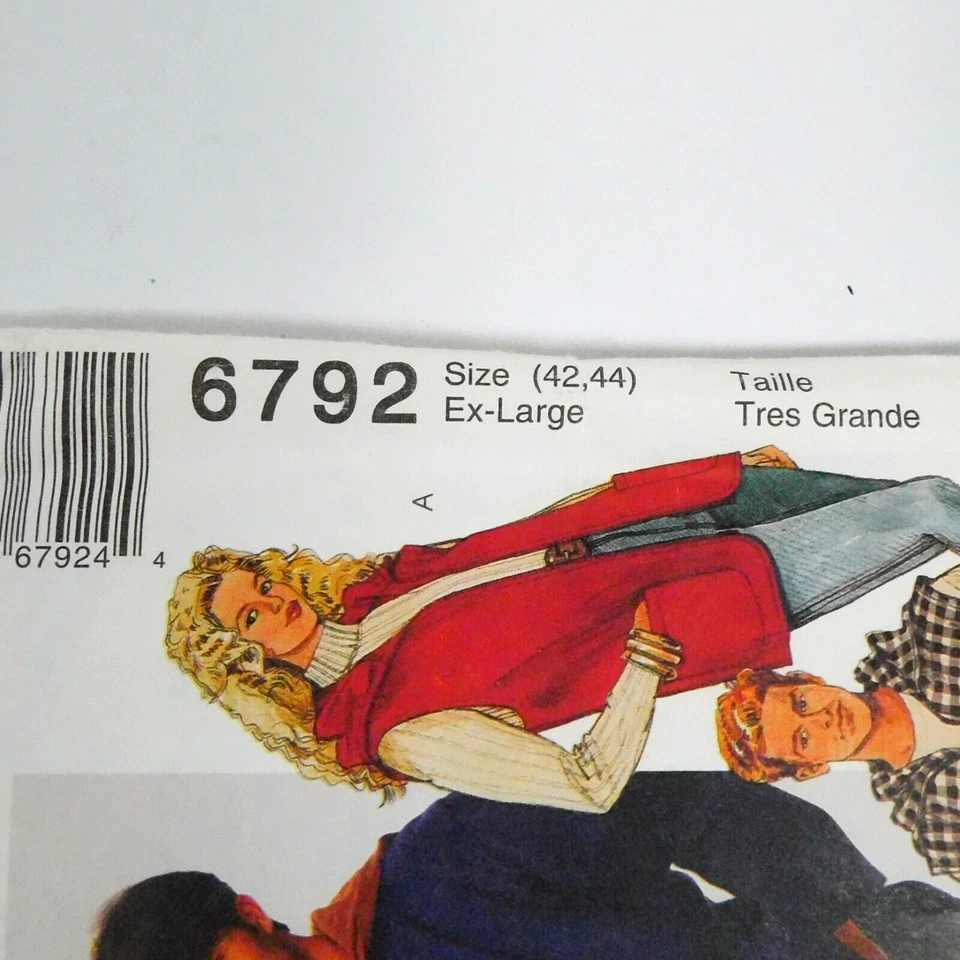 6792
Size (42,44)
Ex-Large
Taille
Tres Grande
A
67924 4